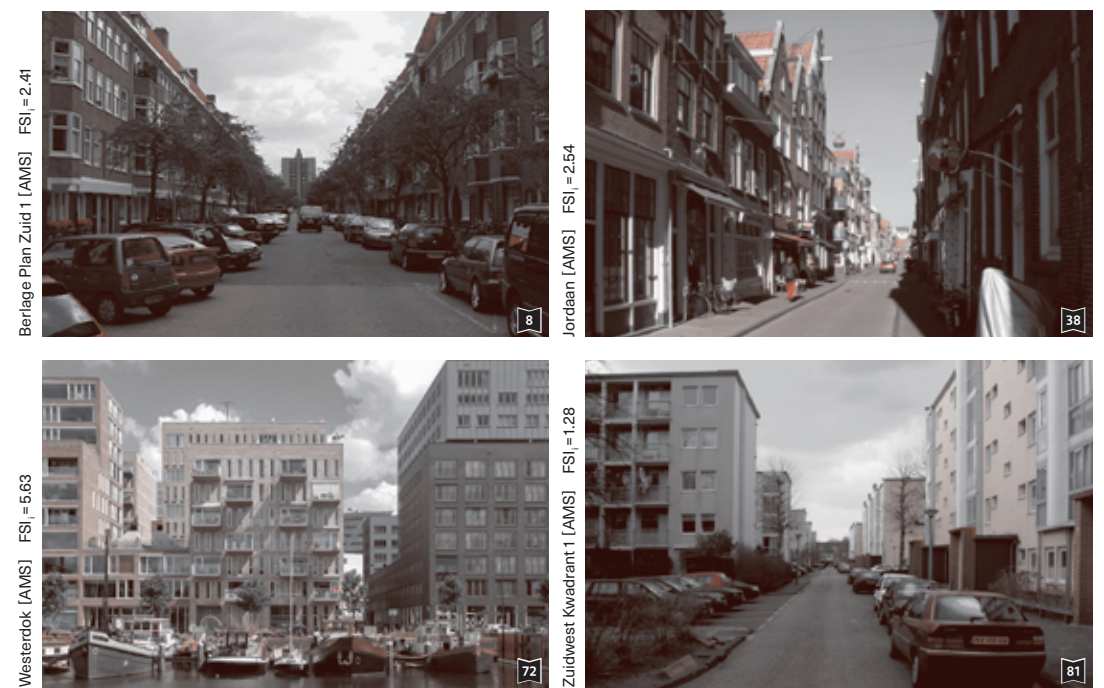 Berlage Plan Zuid 1 [AMS] FSIᵢ = 2.41
8
Jordaan [AMS] FSIᵢ = 2.54
38
Westerdok [AMS] FSIᵢ = 5.63
72
Zuidwest Kwadrant 1 [AMS] FSIᵢ = 1.28
81